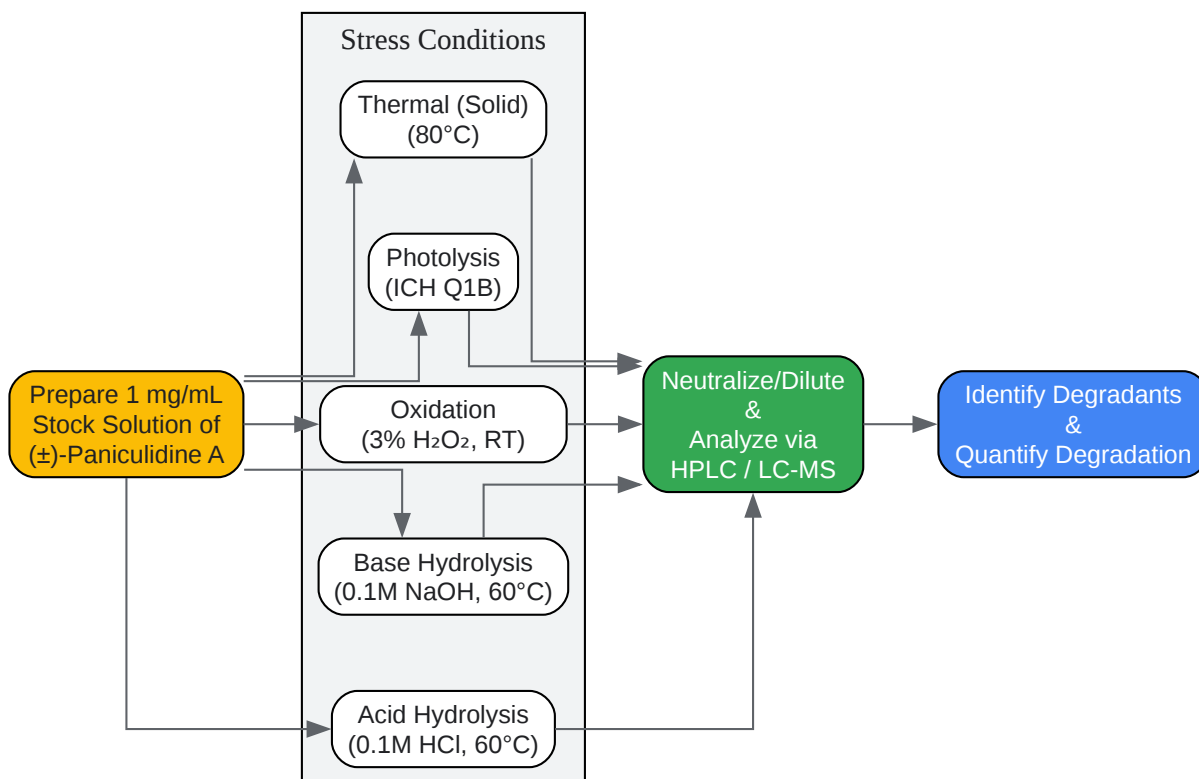 Stress Conditions
Thermal (Solid)
(80°C)
Photolysis
(ICH Q1B)
Prepare 1 mg/mL
Stock Solution of
(±)-Paniculidine A
Oxidation
(3% H₂O₂, RT)
Neutralize/Dilute
&
Analyze via
HPLC / LC-MS
Identify Degradants
&
Quantify Degradation
Base Hydrolysis
(0.1M NaOH, 60°C)
Acid Hydrolysis
(0.1M HCl, 60°C)